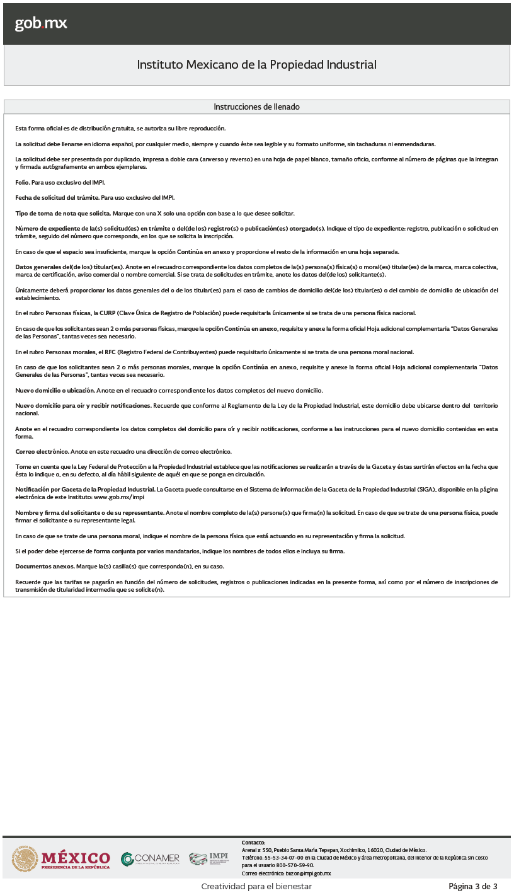 gob.mx
Instituto Mexicano de la Propiedad Industrial
Instrucciones de llenado
Esta forma oficial es de distribución gratuita, se autoriza su libre reproducción.
La solicitud debe llenarse en idioma español, por cualquier medio, siempre y cuando éste sea legible y su formato uniforme, sin tachaduras ni enmendaduras.
La solicitud debe ser presentada por duplicado, impresa a doble cara (anverso y reverso) en una hoja de papel blanco, tamaño oficio, conforme al número de páginas que la integran
y firmada autógrafamente en ambos ejemplares.
Folio. Para uso exclusivo del IMPI.
Fecha de solicitud del trámite. Para uso exclusivo del IMPI.
Tipo de toma de nota que solicita. Marque con una X solo una opción con base a lo que desee solicitar.
Número de expediente de la(s) solicitud(es) en trámite o del(de los) registro(s) o publicación(es) otorgado(s). Indique el tipo de expediente: registro, publicación o solicitud en
trámite, seguido del número que corresponda, en los que se solicita la inscripción.
En caso de que el espacio sea insuficiente, marque la opción Continúa en anexo y proporcione el resto de la información en una hoja separada.
Datos generales del(de los) titular(es). Anote en el recuadro correspondiente los datos completos de la(s) persona(s) física(s) o moral(es) titular(es) de la marca, marca colectiva,
marca de certificación, aviso comercial o nombre comercial. Si se trata de solicitudes en trámite, anote los datos del(de los) solicitante(s).
Únicamente deberá proporcionar los datos generales del o de los titular(es) para el caso de cambios de domicilio del(de los) titular(es) o del cambio de domicilio de ubicación del
establecimiento.
En el rubro Personas físicas, la CURP (Clave Única de Registro de Población) puede requisitarla únicamente si se trata de una persona física.
En caso de que los solicitantes sean 2 o más personas físicas, marque la opción Continúa en anexo, requisite y anexe la forma oficial Hoja adicional complementaria "Datos Generales
de las Personas", tantas veces sea necesario.
En el rubro Personas morales, el RFC (Registro Federal de Contribuyentes) puede requisitarlo únicamente si se trata de una persona moral nacional.
En caso de que los solicitantes sean 2 o más personas morales, marque la opción Continúa en anexo, requisite y anexe la forma oficial Hoja adicional complementaria "Datos
Generales de las Personas", tantas veces sea necesario.
Nuevo domicilio o ubicación. Anote en el recuadro correspondiente los datos completos del nuevo domicilio.
Nuevo domicilio para oír y recibir notificaciones. Recuerde que conforme al Reglamento de la Ley de la Propiedad Industrial, este domicilio debe ubicarse dentro del territorio
nacional.
Anote en el recuadro correspondiente los datos completos del domicilio para oír y recibir notificaciones, conforme a las instrucciones para el nuevo domicilio contenidas en esta
forma.
Correo electrónico. Anote en este recuadro una dirección de correo electrónico.
Tome en cuenta que la Ley Federal de Protección a la Propiedad Industrial establece que las notificaciones se realizarán a través de la Gaceta y éstas surtirán efectos en la fecha que
ésta lo indique o, en su defecto, al día hábil siguiente de aquél en que se ponga en circulación.
Notificación por Gaceta de la Propiedad Industrial. La Gaceta puede consultarse en el Sistema de Información de la Gaceta de la Propiedad Industrial (SIGA), disponible en la página
electrónica de este Instituto: www.gob.mx/impi
Nombre y firma del solicitante o de su representante. Anote el nombre completo de la(s) persona(s) que firma(n) la solicitud. En caso de que se trate de una persona física, puede
firmar el solicitante o su representante legal.
En caso de que se trate de una persona moral, indique el nombre de la persona física que está actuando en su representación y firma la solicitud.
Si el poder debe ejercerse de forma conjunta por varios mandatarios, indique los nombres de todos ellos e incluya su firma.
Documentos anexos. Marque la(s) casilla(s) que corresponda(n), en su caso.
Recuerde que las tarifas se pagarán en función del número de solicitudes, registros o publicaciones indicadas en la presente forma, así como por el número de inscripciones de
transmisión de titularidad intermedia que se solicite(n).
MÉXICO
PRESIDENCIA DE LA REPÚBLICA
CONAMER
IMPI
Contacto:
Arenal # 550, Pueblo Santa María Tepepan, Xochimilco, 16020, Ciudad de México.
Teléfono: 55-53-34-07-00 en la Ciudad de México y área metropolitana, del interior de la República sin costo
para el usuario 800-570-59-90.
Correo electrónico: buzon@impi.gob.mx
Creatividad para el bienestar
Página 3 de 3